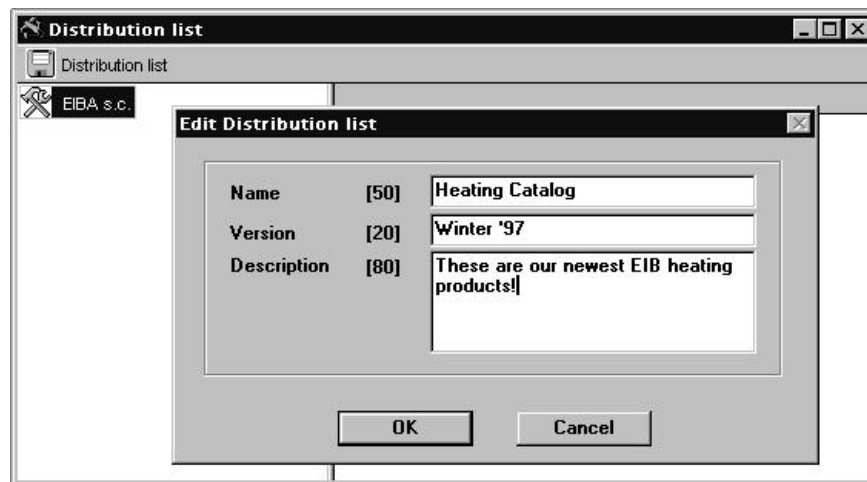 Distribution list
Distribution list
EIBA s.c.
Edit Distribution list
Name [50] Heating Catalog
Version [20] Winter '97
Description [80] These are our newest EIB heating
products!
OK Cancel